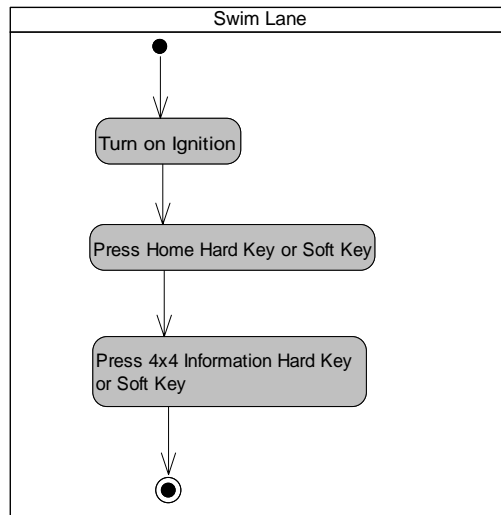 Swim Lane
Turn on Ignition
Press Home Hard Key or Soft Key
Press 4x4 Information Hard Key
or Soft Key